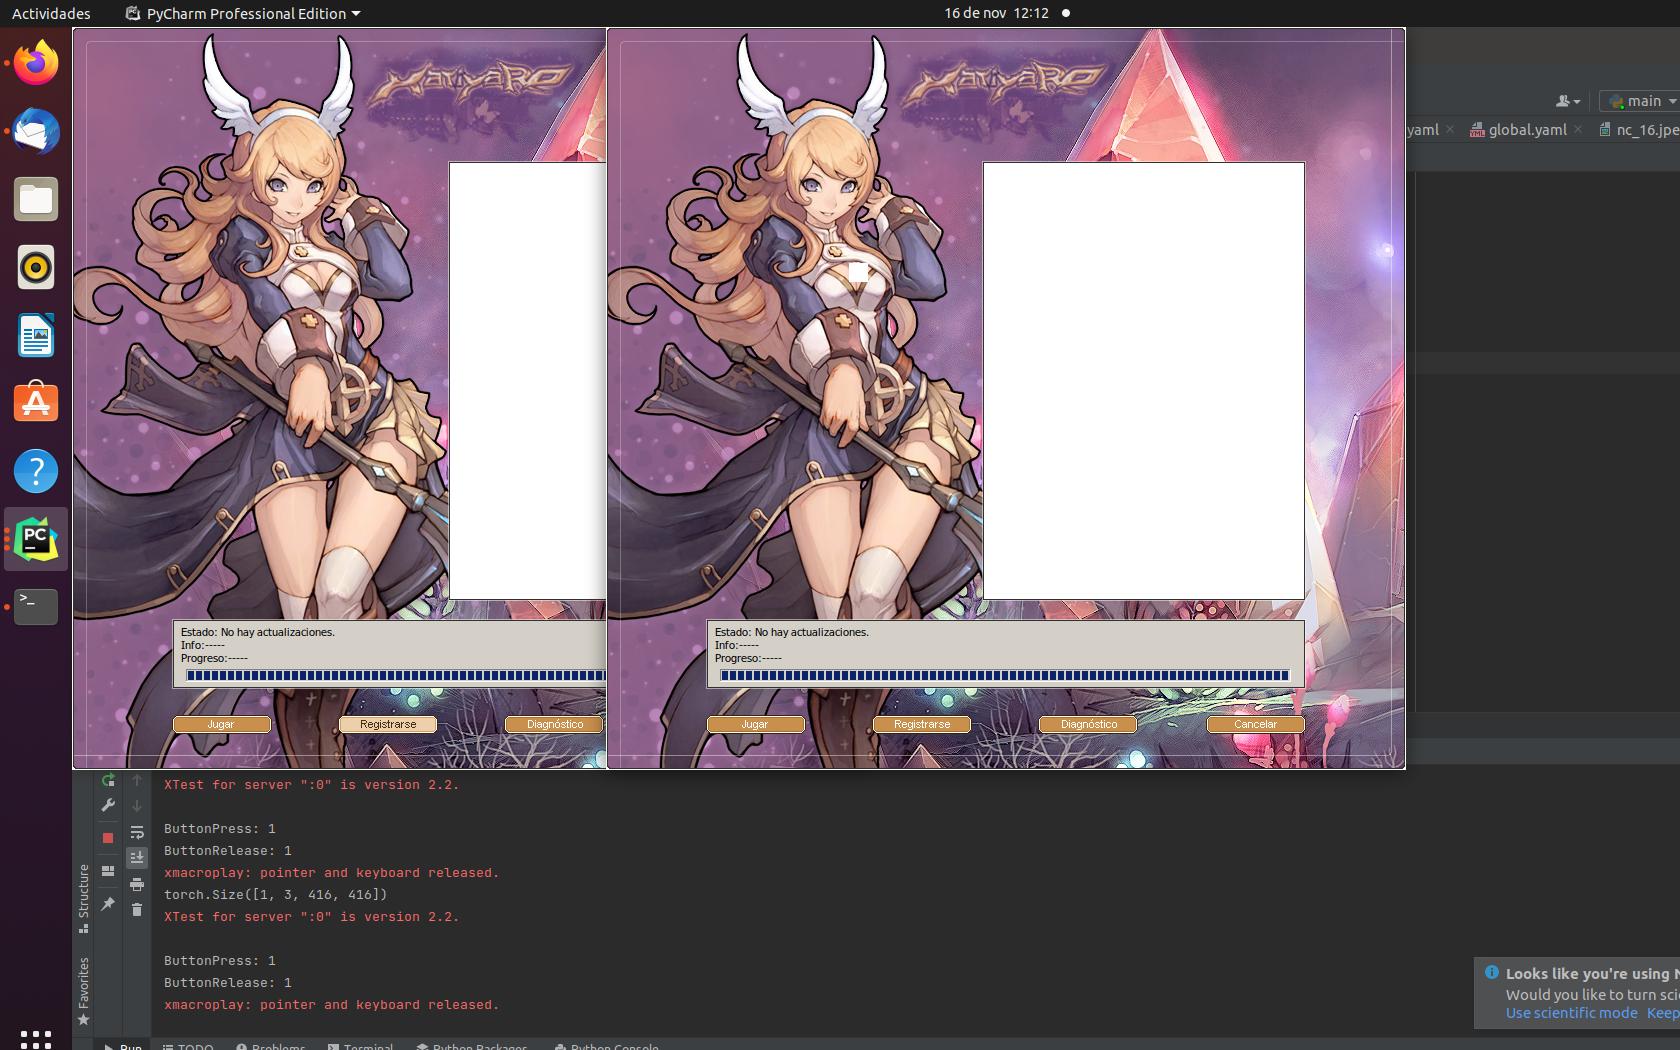 Actividades
PyCharm Professional Edition
16 de nov 12:12
main
yaml
global.yaml
nc_16.jpe
XatiyaRO
XatiyaRO
Estado: No hay actualizaciones.
Info:-----
Progreso:-----
Jugar
Registrarse
Diagnóstico
Estado: No hay actualizaciones.
Info:-----
Progreso:-----
Jugar
Registrarse
Diagnóstico
Cancelar
XTest for server ":0" is version 2.2.
ButtonPress: 1
ButtonRelease: 1
xmacroplay: pointer and keyboard released.
torch.Size([1, 3, 416, 416])
XTest for server ":0" is version 2.2.
ButtonPress: 1
ButtonRelease: 1
xmacroplay: pointer and keyboard released.
Structure
Favorites
Looks like you're using N
Would you like to turn scie
Use scientific mode Keep
Run
TODO
Problems
Terminal
Python Packages
Python Console